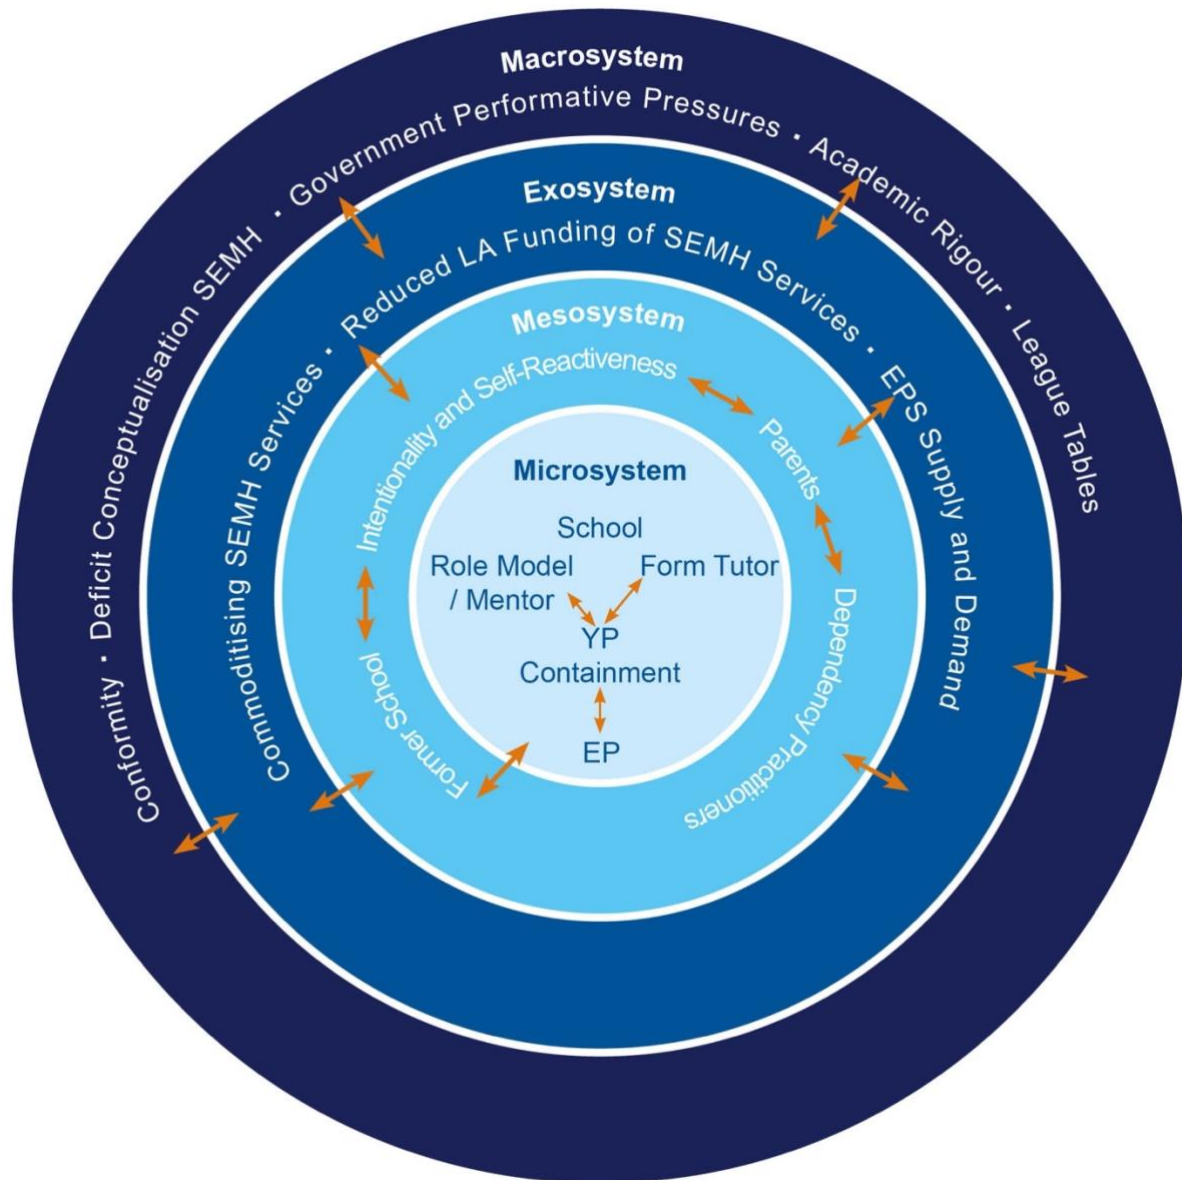 Macrosystem
Conformity · Deficit Conceptualisation SEMH · Government Performative Pressures · Academic Rigour · League Tables
Exosystem
Commoditising SEMH Services · Reduced LA Funding of SEMH Services · EPS Supply and Demand
Mesosystem
Former School
Intentionality and Self-Reactiveness
Parents
Dependency Practitioners
Microsystem
School
Role Model
/ Mentor
Form Tutor
YP
Containment
EP